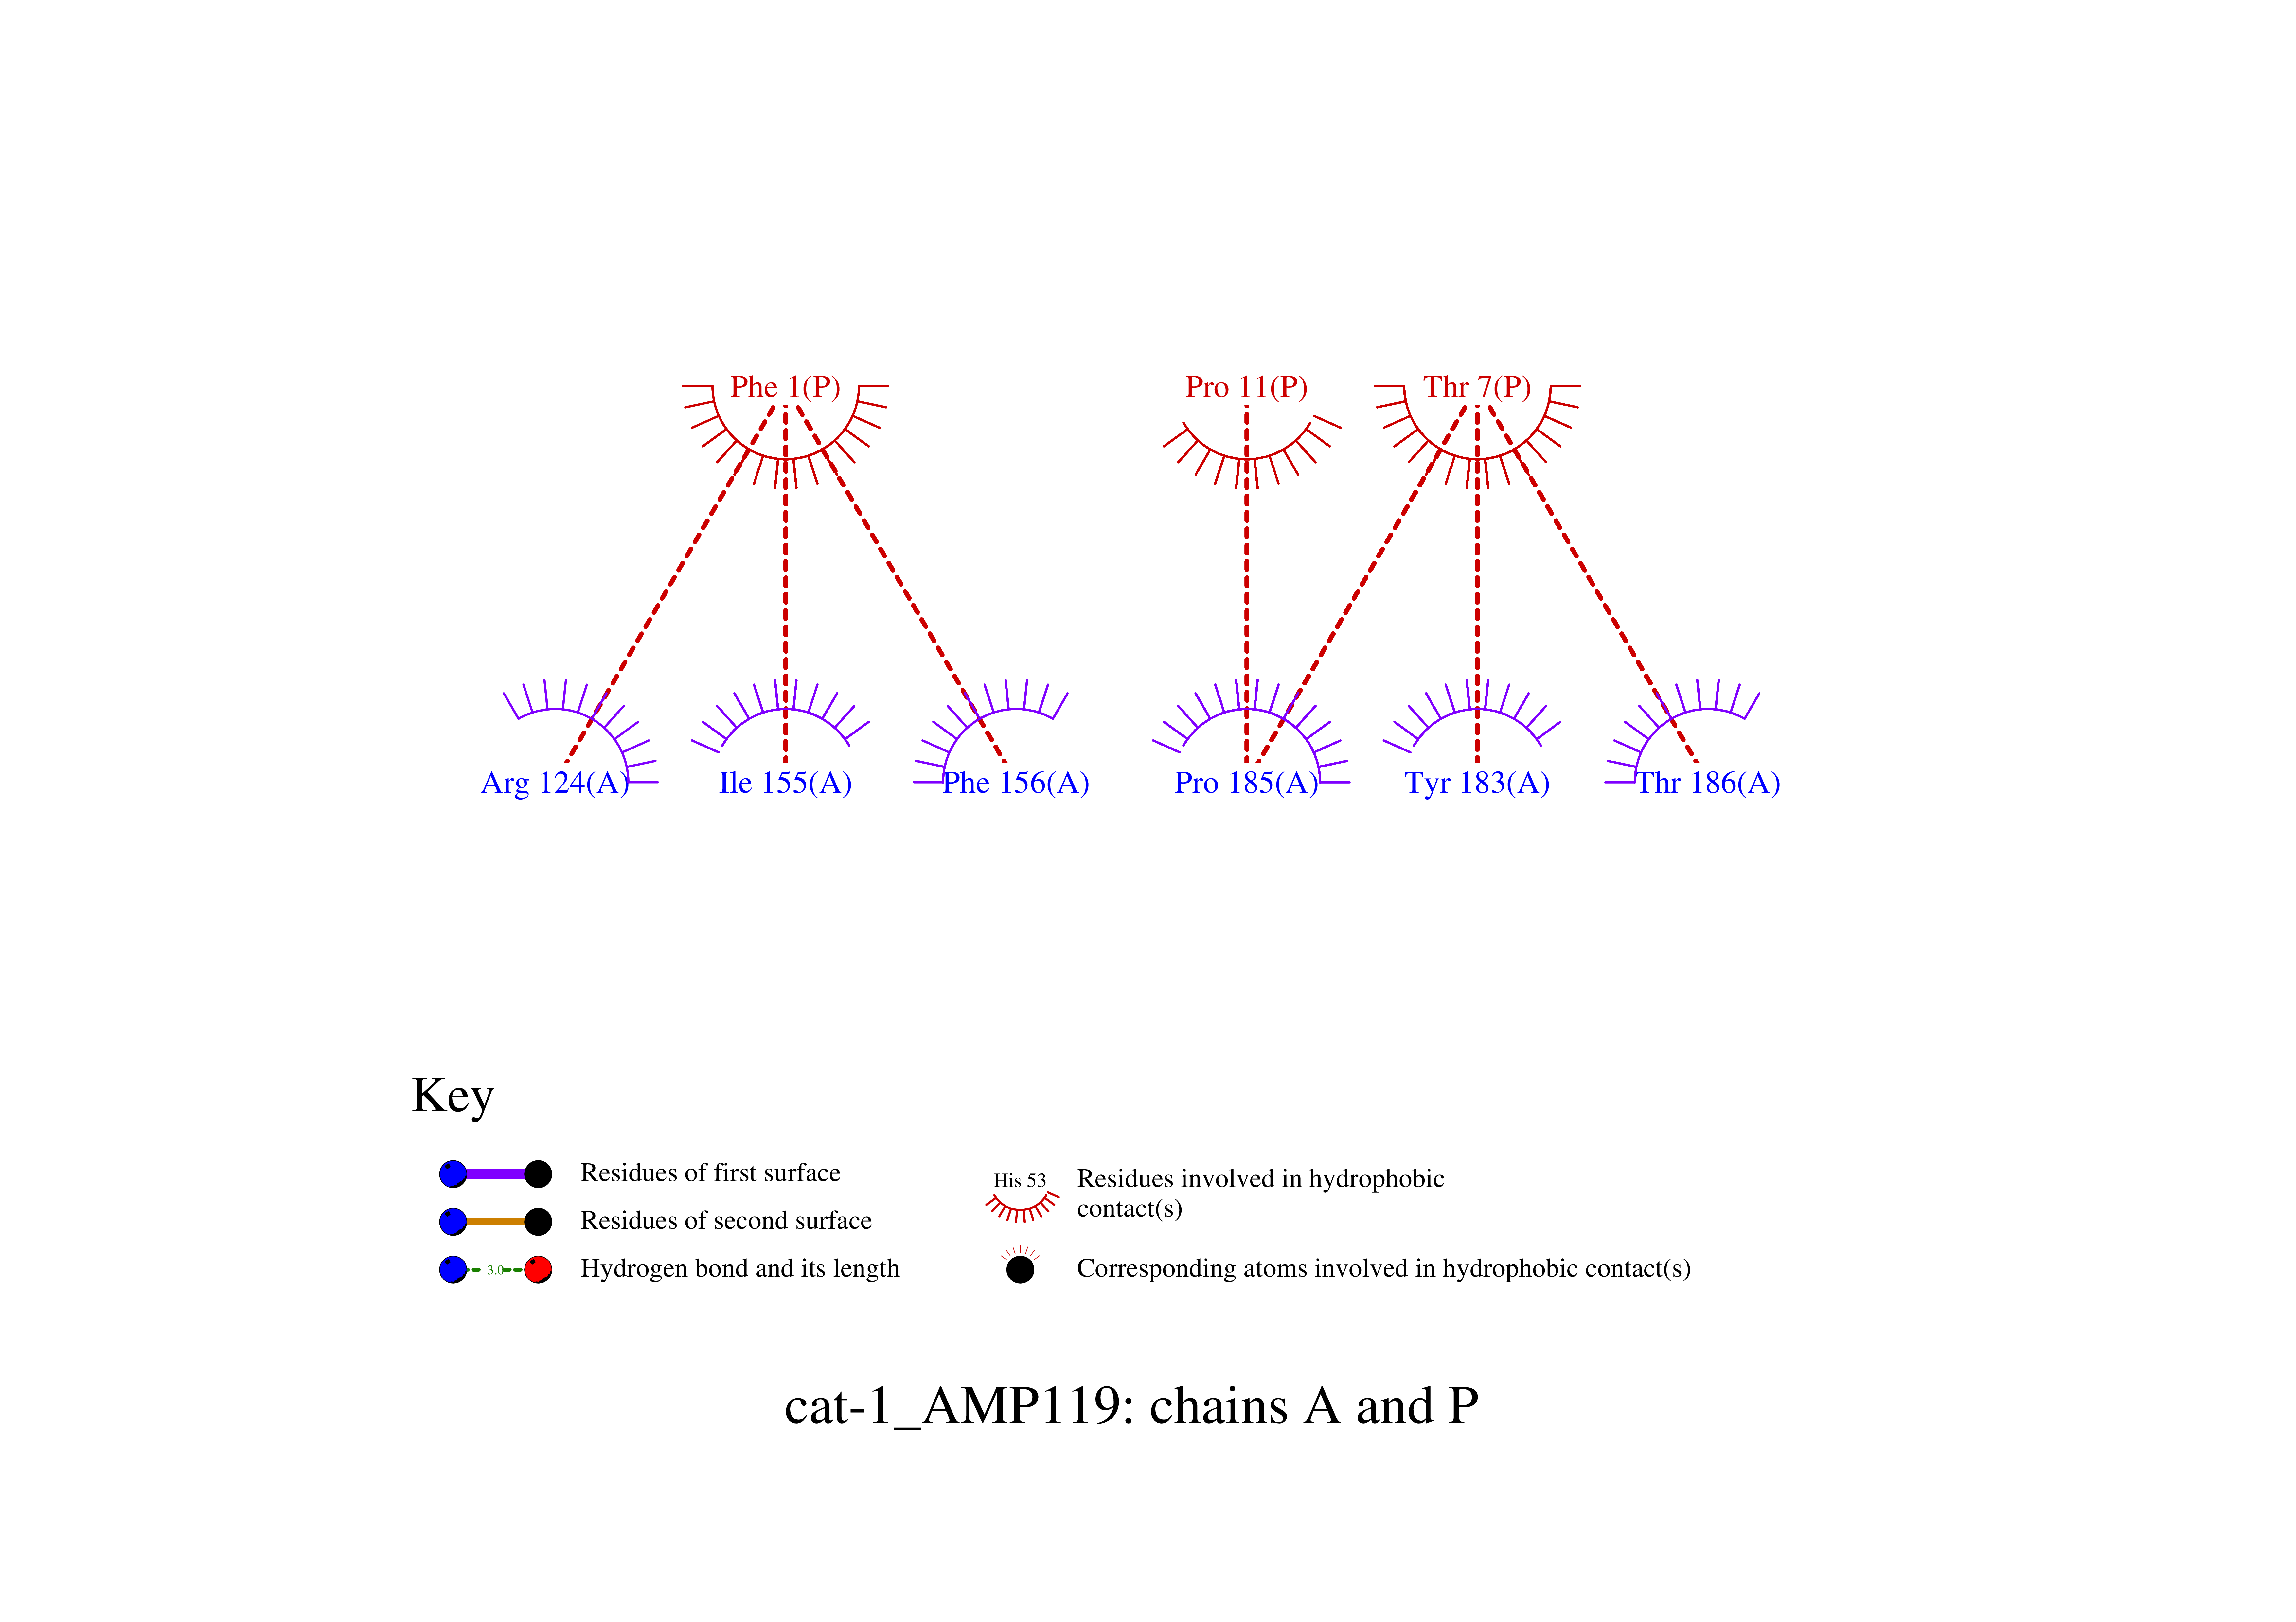 Phe 1(P) Pro 11(P) Thr 7(P)
Arg 124(A) Ile 155(A) Phe 156(A) Pro 185(A) Tyr 183(A) Thr 186(A)
Key
Residues of first surface
Residues of second surface
3.0 Hydrogen bond and its length
His 53 Residues involved in hydrophobic
contact(s)
Corresponding atoms involved in hydrophobic contact(s)
cat-1_AMP119: chains A and P